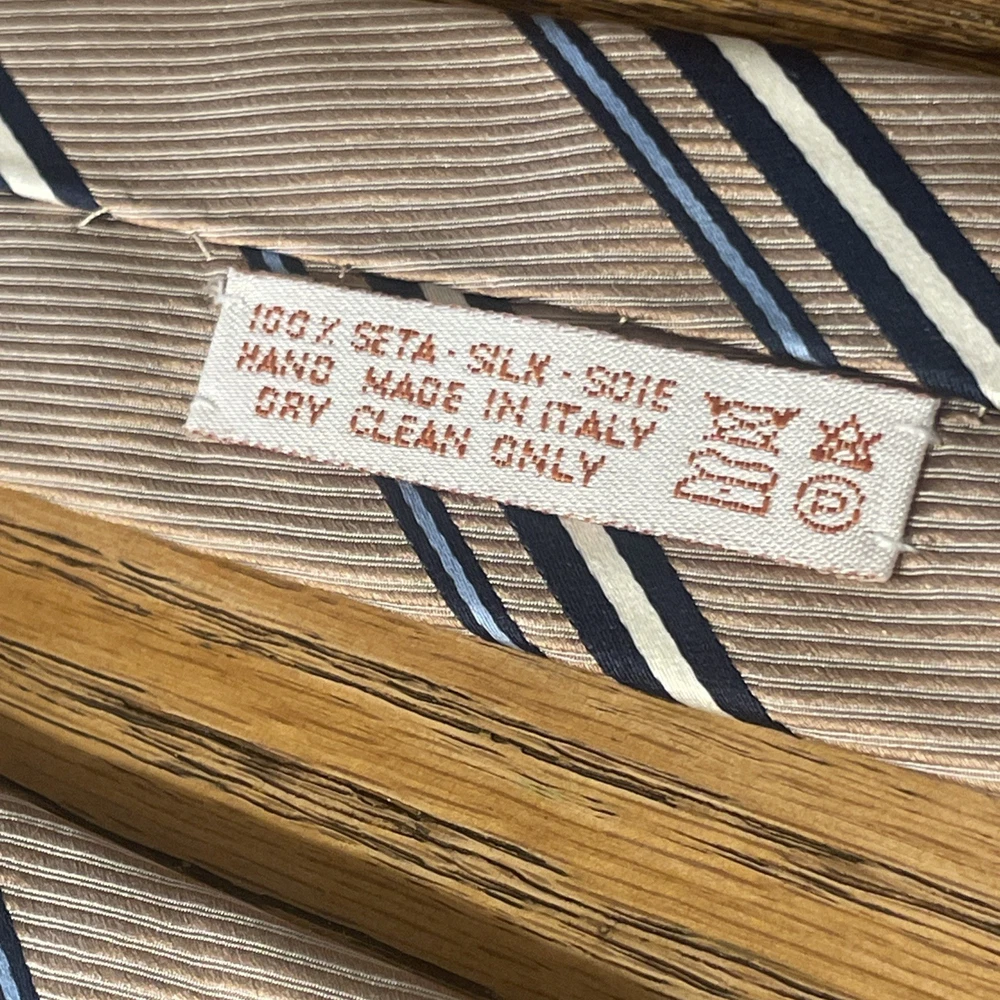 100% SETA - SILK - SOIE
HAND MADE IN ITALY
DRY CLEAN ONLY
P